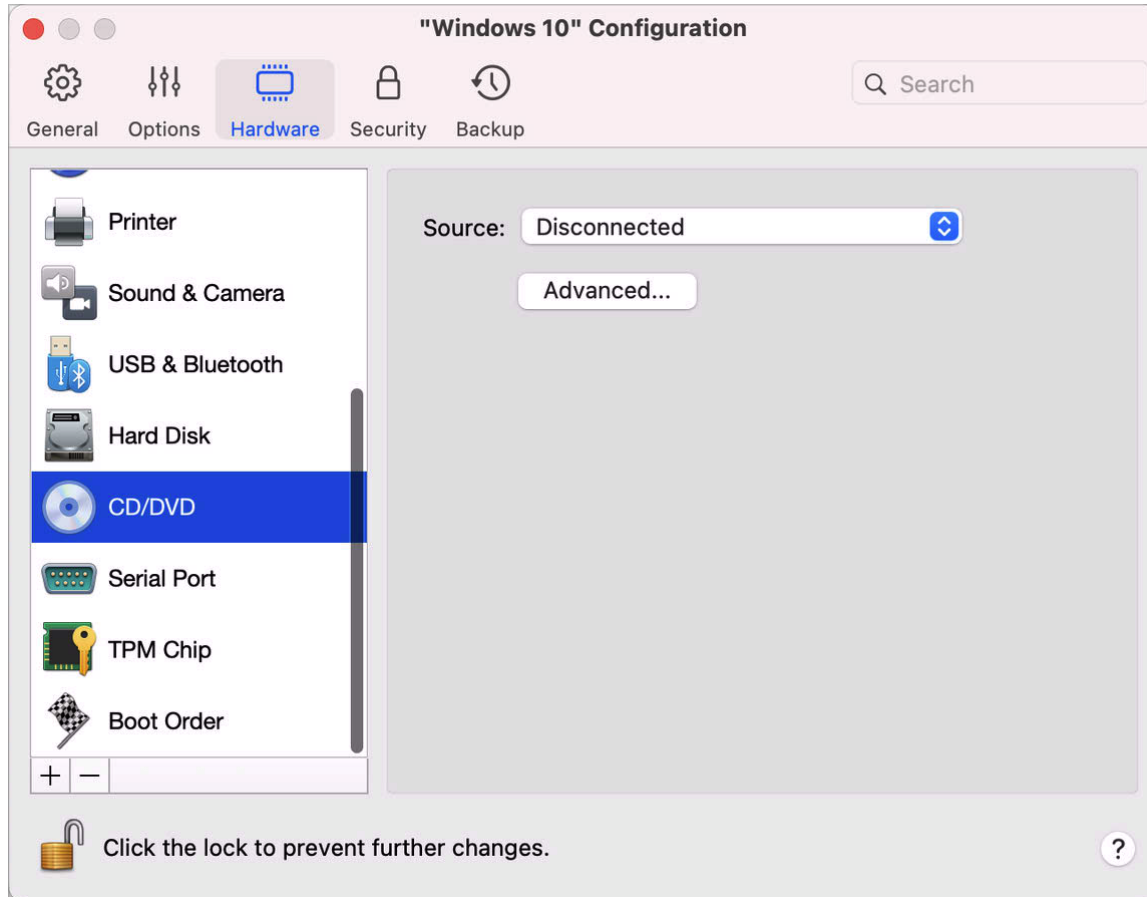 "Windows 10" Configuration
General Options Hardware Security Backup
Search
Printer
Sound & Camera
USB & Bluetooth
Hard Disk
CD/DVD
Serial Port
TPM Chip
Boot Order
+ −
Source: Disconnected
Advanced...
Click the lock to prevent further changes.
?